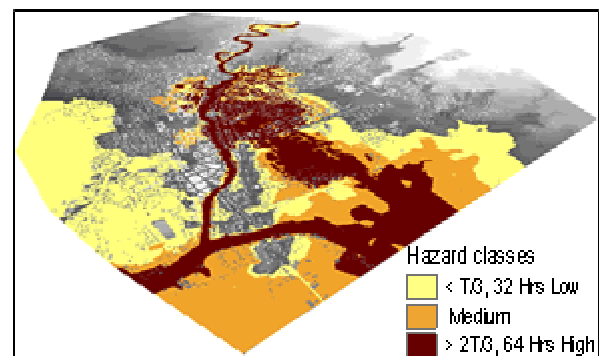 Hazard classes
< T/3, 32 Hrs Low
Medium
> 2T/3, 64 Hrs High